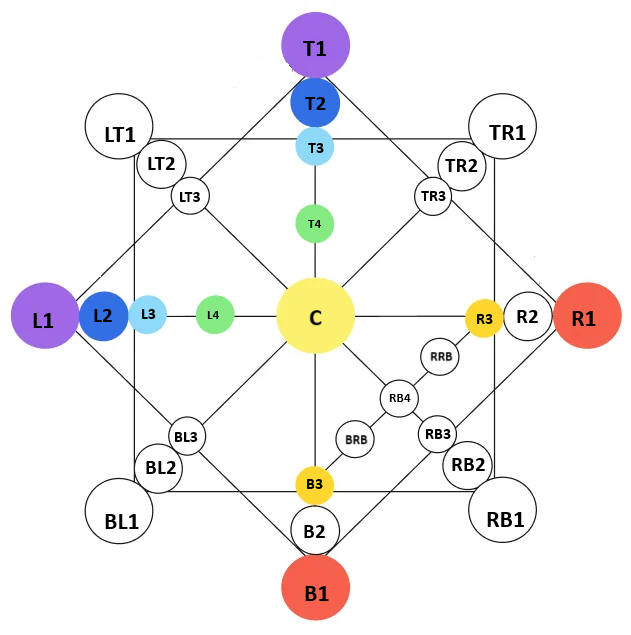 T1
T2
LT1
TR1
T3
LT2
TR2
LT3
TR3
T4
L1
L2
L3
L4
C
R3
R2
R1
RRB
RB4
BL3
BRB
RB3
BL2
RB2
B3
BL1
RB1
B2
B1